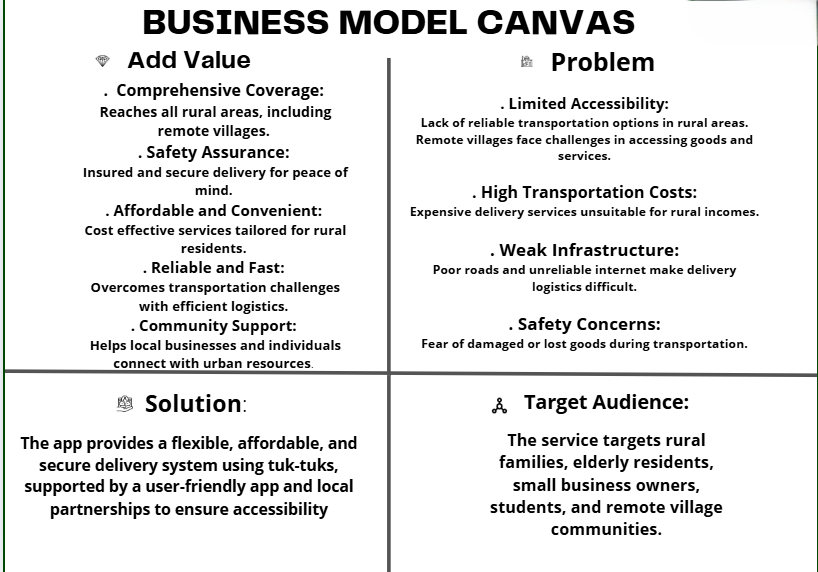 BUSINESS MODEL CANVAS
Add Value
. Comprehensive Coverage:
Reaches all rural areas, including
remote villages.
. Safety Assurance:
Insured and secure delivery for peace of
mind.
. Affordable and Convenient:
Cost effective services tailored for rural
residents.
. Reliable and Fast:
Overcomes transportation challenges
with efficient logistics.
. Community Support:
Helps local businesses and individuals
connect with urban resources.
Problem
. Limited Accessibility:
Lack of reliable transportation options in rural areas.
Remote villages face challenges in accessing goods and
services.
. High Transportation Costs:
Expensive delivery services unsuitable for rural incomes.
. Weak Infrastructure:
Poor roads and unreliable internet make delivery
logistics difficult.
. Safety Concerns:
Fear of damaged or lost goods during transportation.
Solution:
The app provides a flexible, affordable, and
secure delivery system using tuk-tuks,
supported by a user-friendly app and local
partnerships to ensure accessibility
Target Audience:
The service targets rural
families, elderly residents,
small business owners,
students, and remote village
communities.